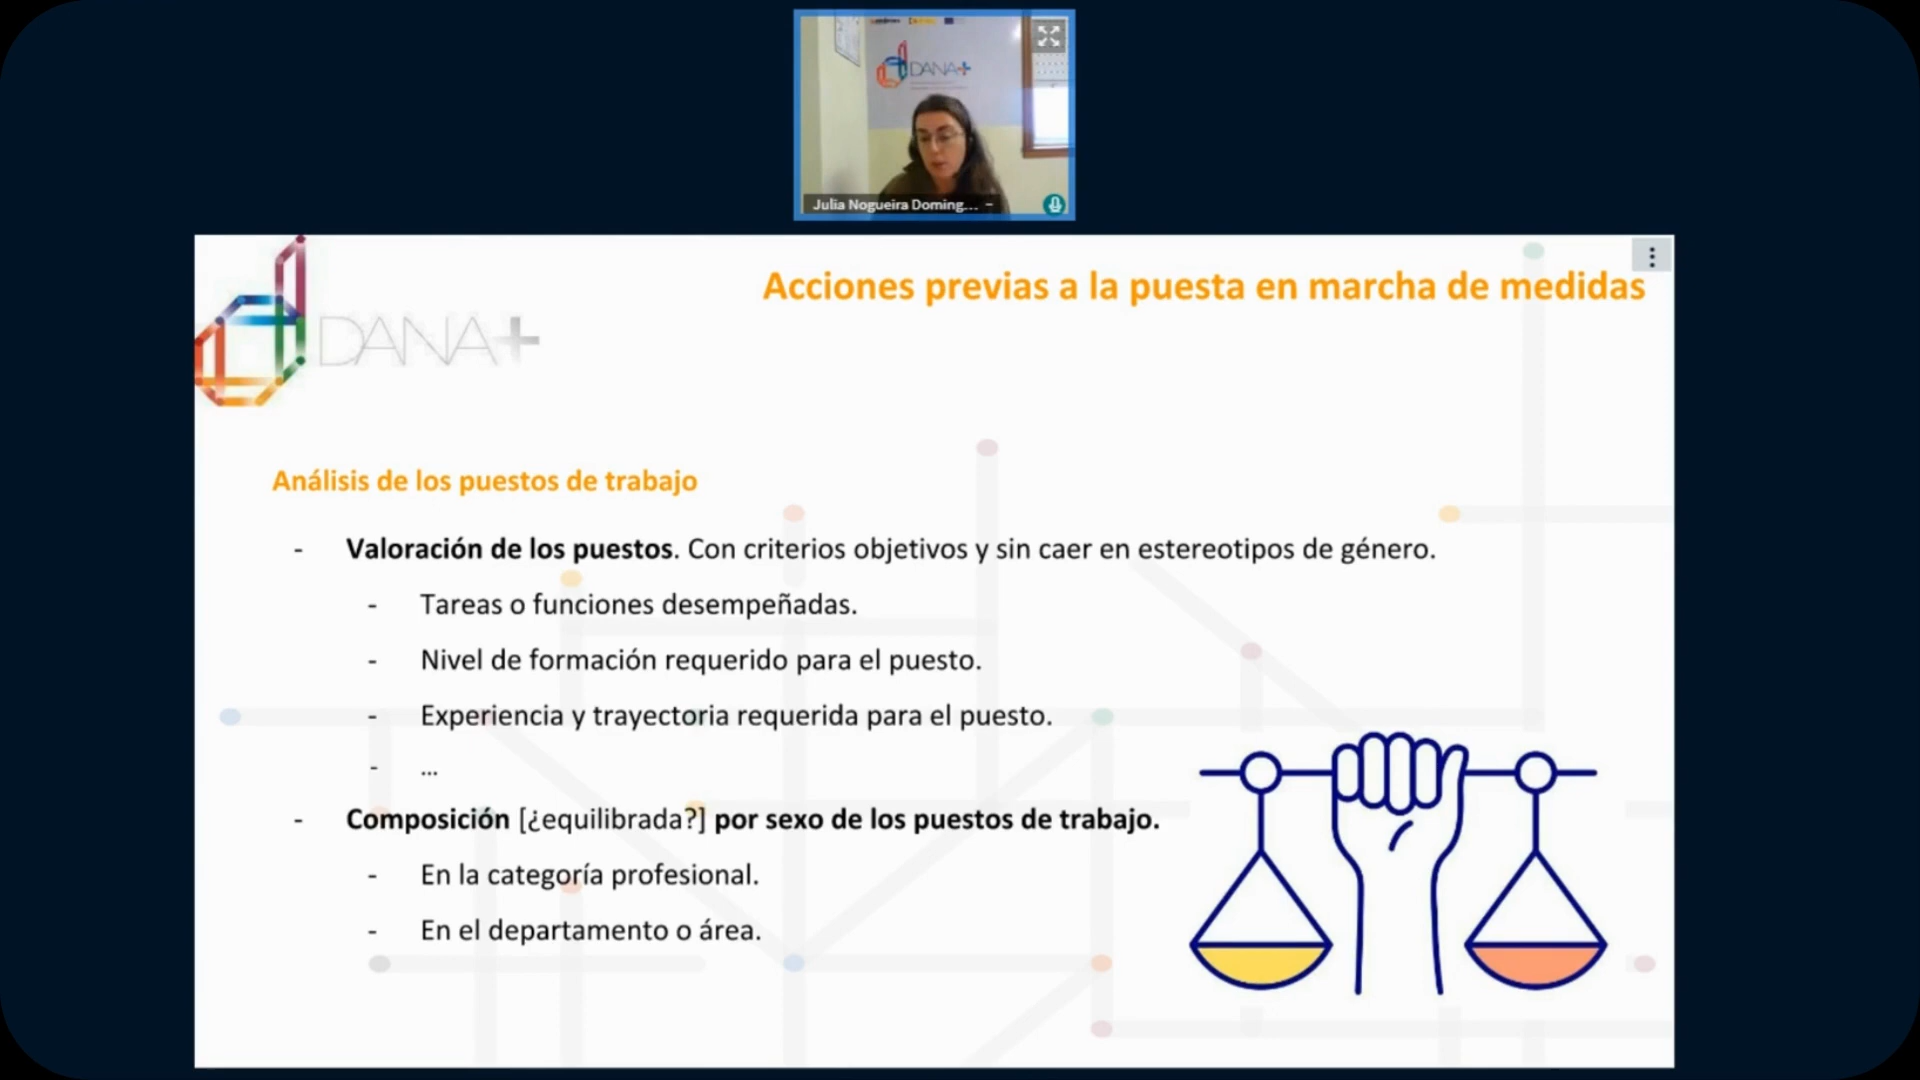 DANA+
Julia Nogueira Doming...
Acciones previas a la puesta en marcha de medidas
DANA+
Análisis de los puestos de trabajo
- Valoración de los puestos. Con criterios objetivos y sin caer en estereotipos de género.
- Tareas o funciones desempeñadas.
- Nivel de formación requerido para el puesto.
- Experiencia y trayectoria requerida para el puesto.
- ...
- Composición [¿equilibrada?] por sexo de los puestos de trabajo.
- En la categoría profesional.
- En el departamento o área.